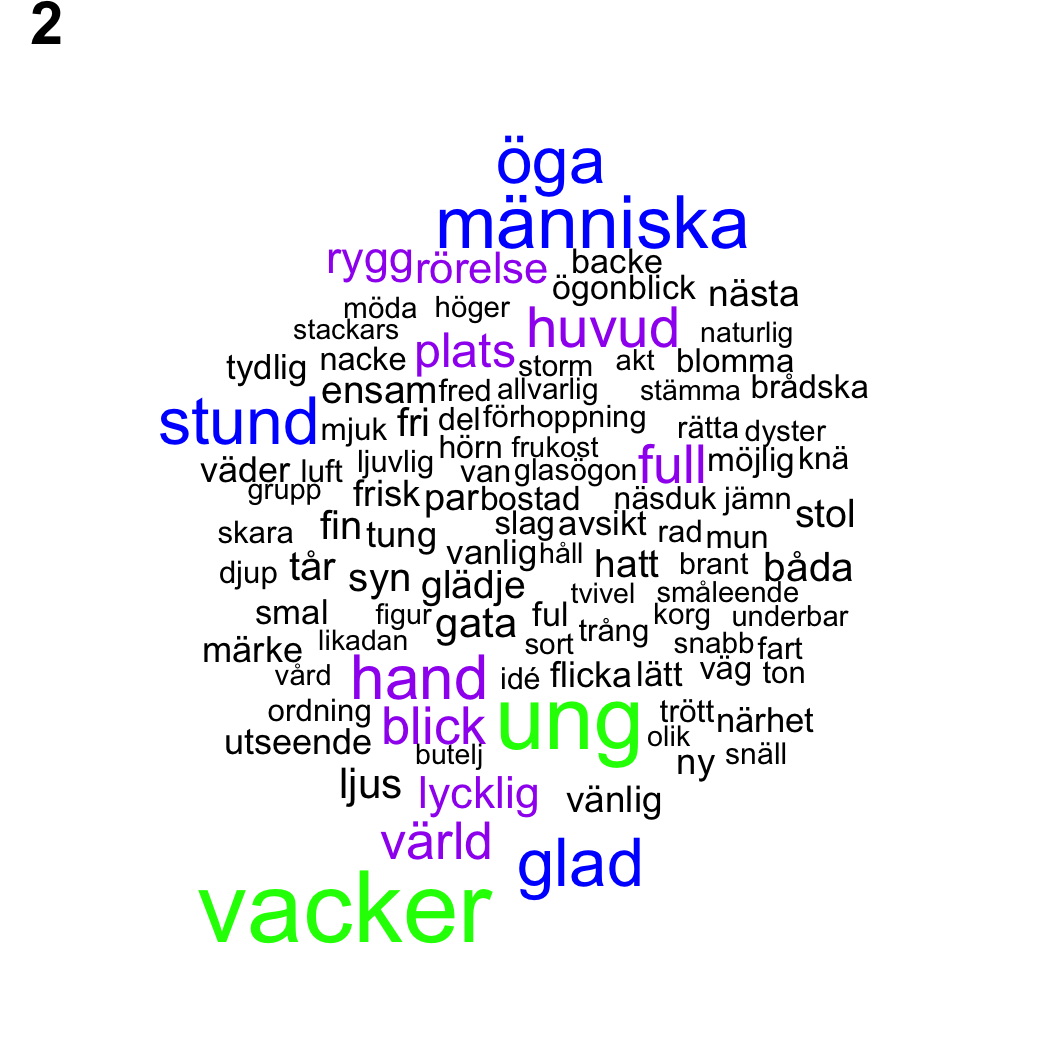 2
öga
människa
rygg rörelse backe
ögonblick nästa
möda höger huvud naturlig
stackars plats
tydlig nacke storm akt blomma
ensam fred allvarlig stämma brådska
stund mjuk fri del förhoppning rätta dyster
hörn frukost
väder luft ljuvlig van glasögon full möjlig knä
grupp frisk par bostad näsduk jämn stol
skara fin tung slag avsikt rad mun
vanlig håll hatt brant båda
djup tår syn glädje tvivel småleende
smal figur gata ful korg underbar
märke likadan sort trång snabb fart
vård hand idé flicka lätt väg ton
ordning blick ung trött närhet
utseende butelj olik ny snäll
ljus lycklig vänlig
värld glad
vacker